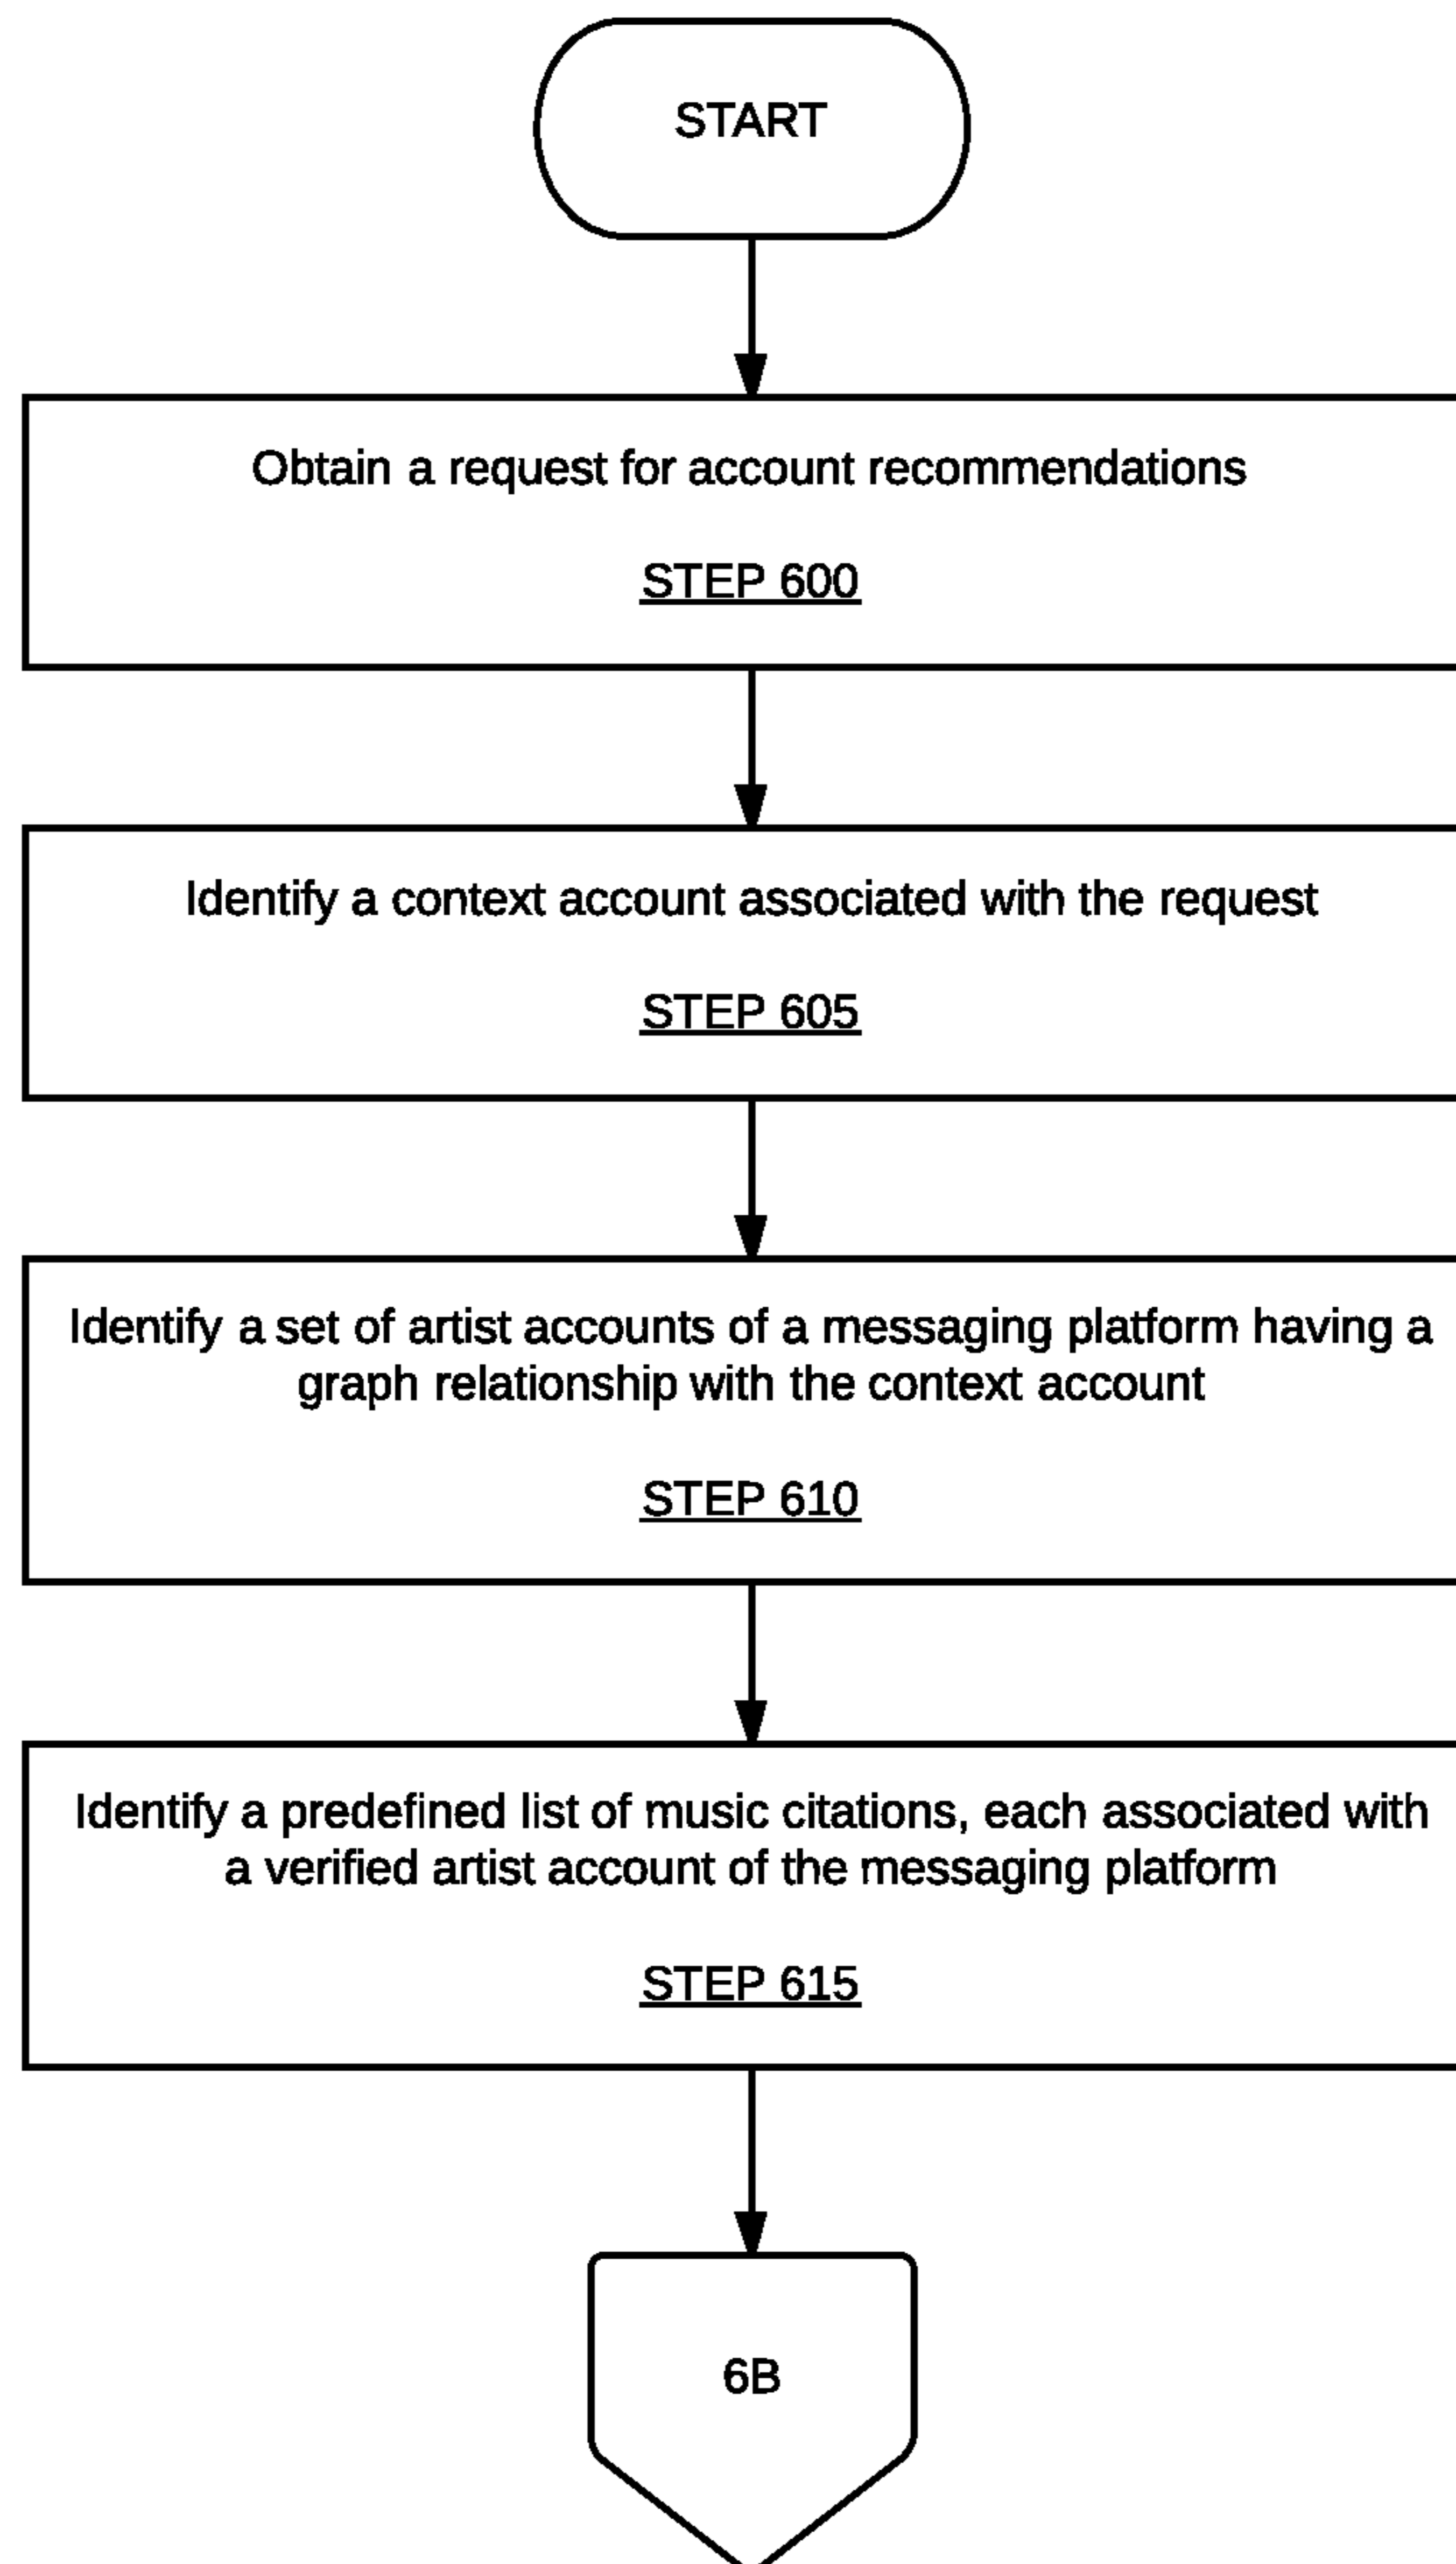 START
Obtain a request for account recommendations
STEP 600
Identify a context account associated with the request
STEP 605
Identify a set of artist accounts of a messaging platform having a
graph relationship with the context account
STEP 610
Identify a predefined list of music citations, each associated with
a verified artist account of the messaging platform
STEP 615
6B